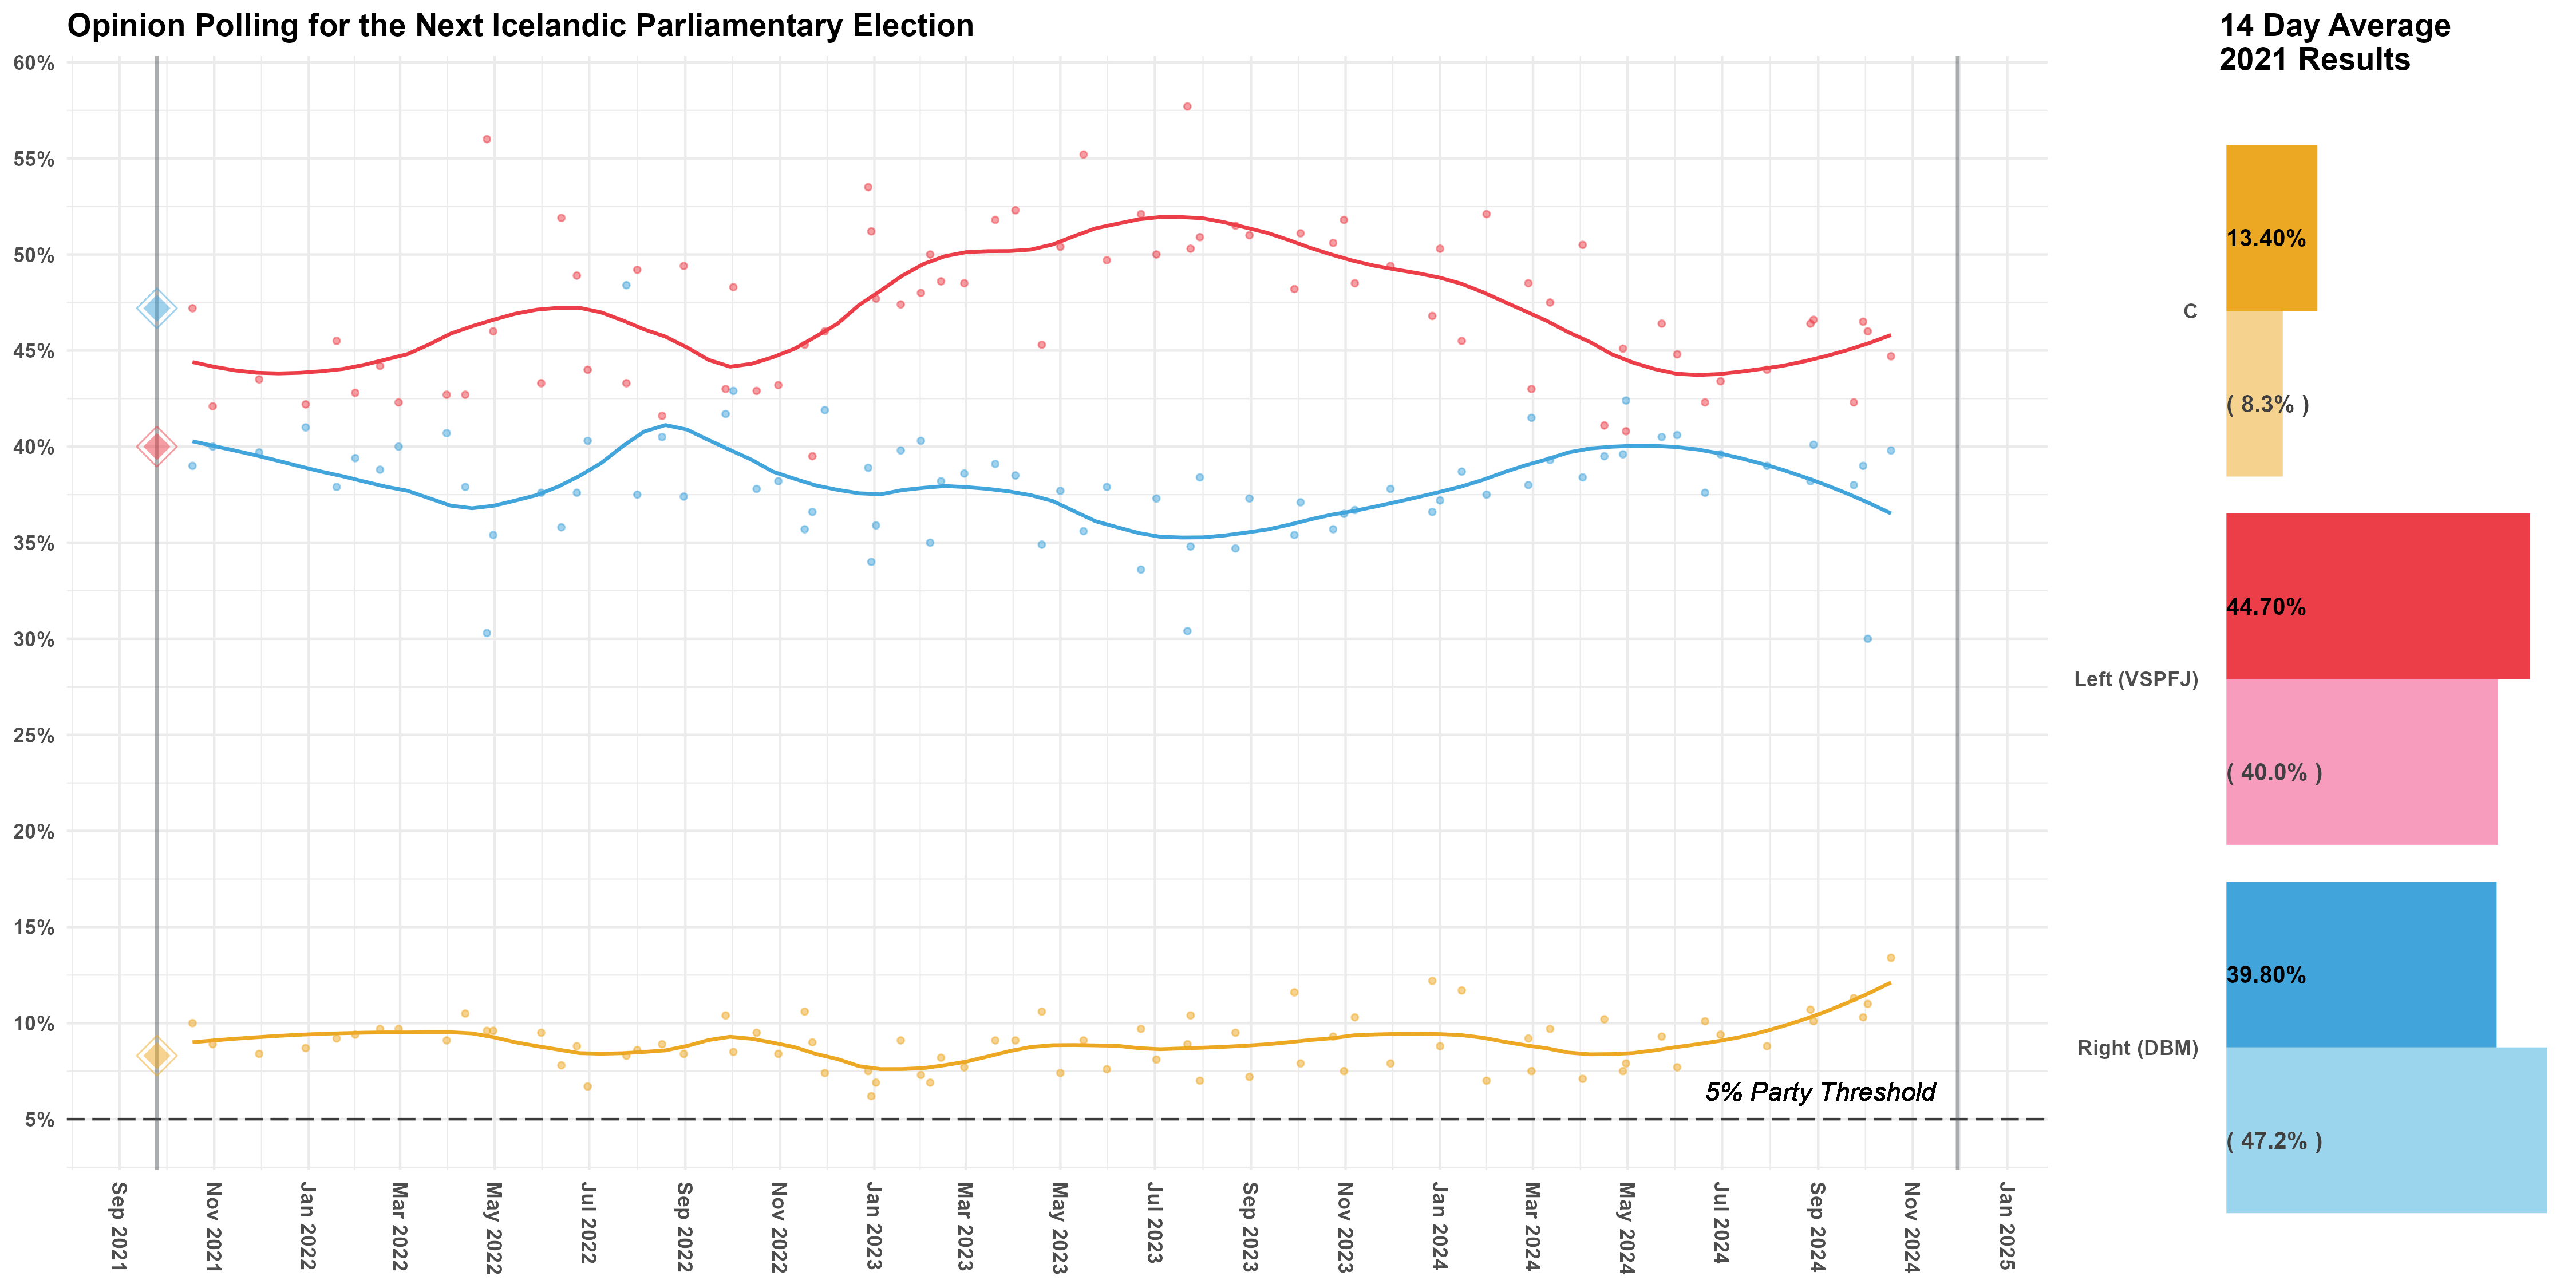 Opinion Polling for the Next Icelandic Parliamentary Election
60%
55%
50%
45%
40%
35%
30%
25%
20%
15%
10%
5%
5% Party Threshold
Sep 2021
Nov 2021
Jan 2022
Mar 2022
May 2022
Jul 2022
Sep 2022
Nov 2022
Jan 2023
Mar 2023
May 2023
Jul 2023
Sep 2023
Nov 2023
Jan 2024
Mar 2024
May 2024
Jul 2024
Sep 2024
Nov 2024
Jan 2025
14 Day Average
2021 Results
C
13.40%
( 8.3% )
Left (VSPFJ)
44.70%
( 40.0% )
Right (DBM)
39.80%
( 47.2% )